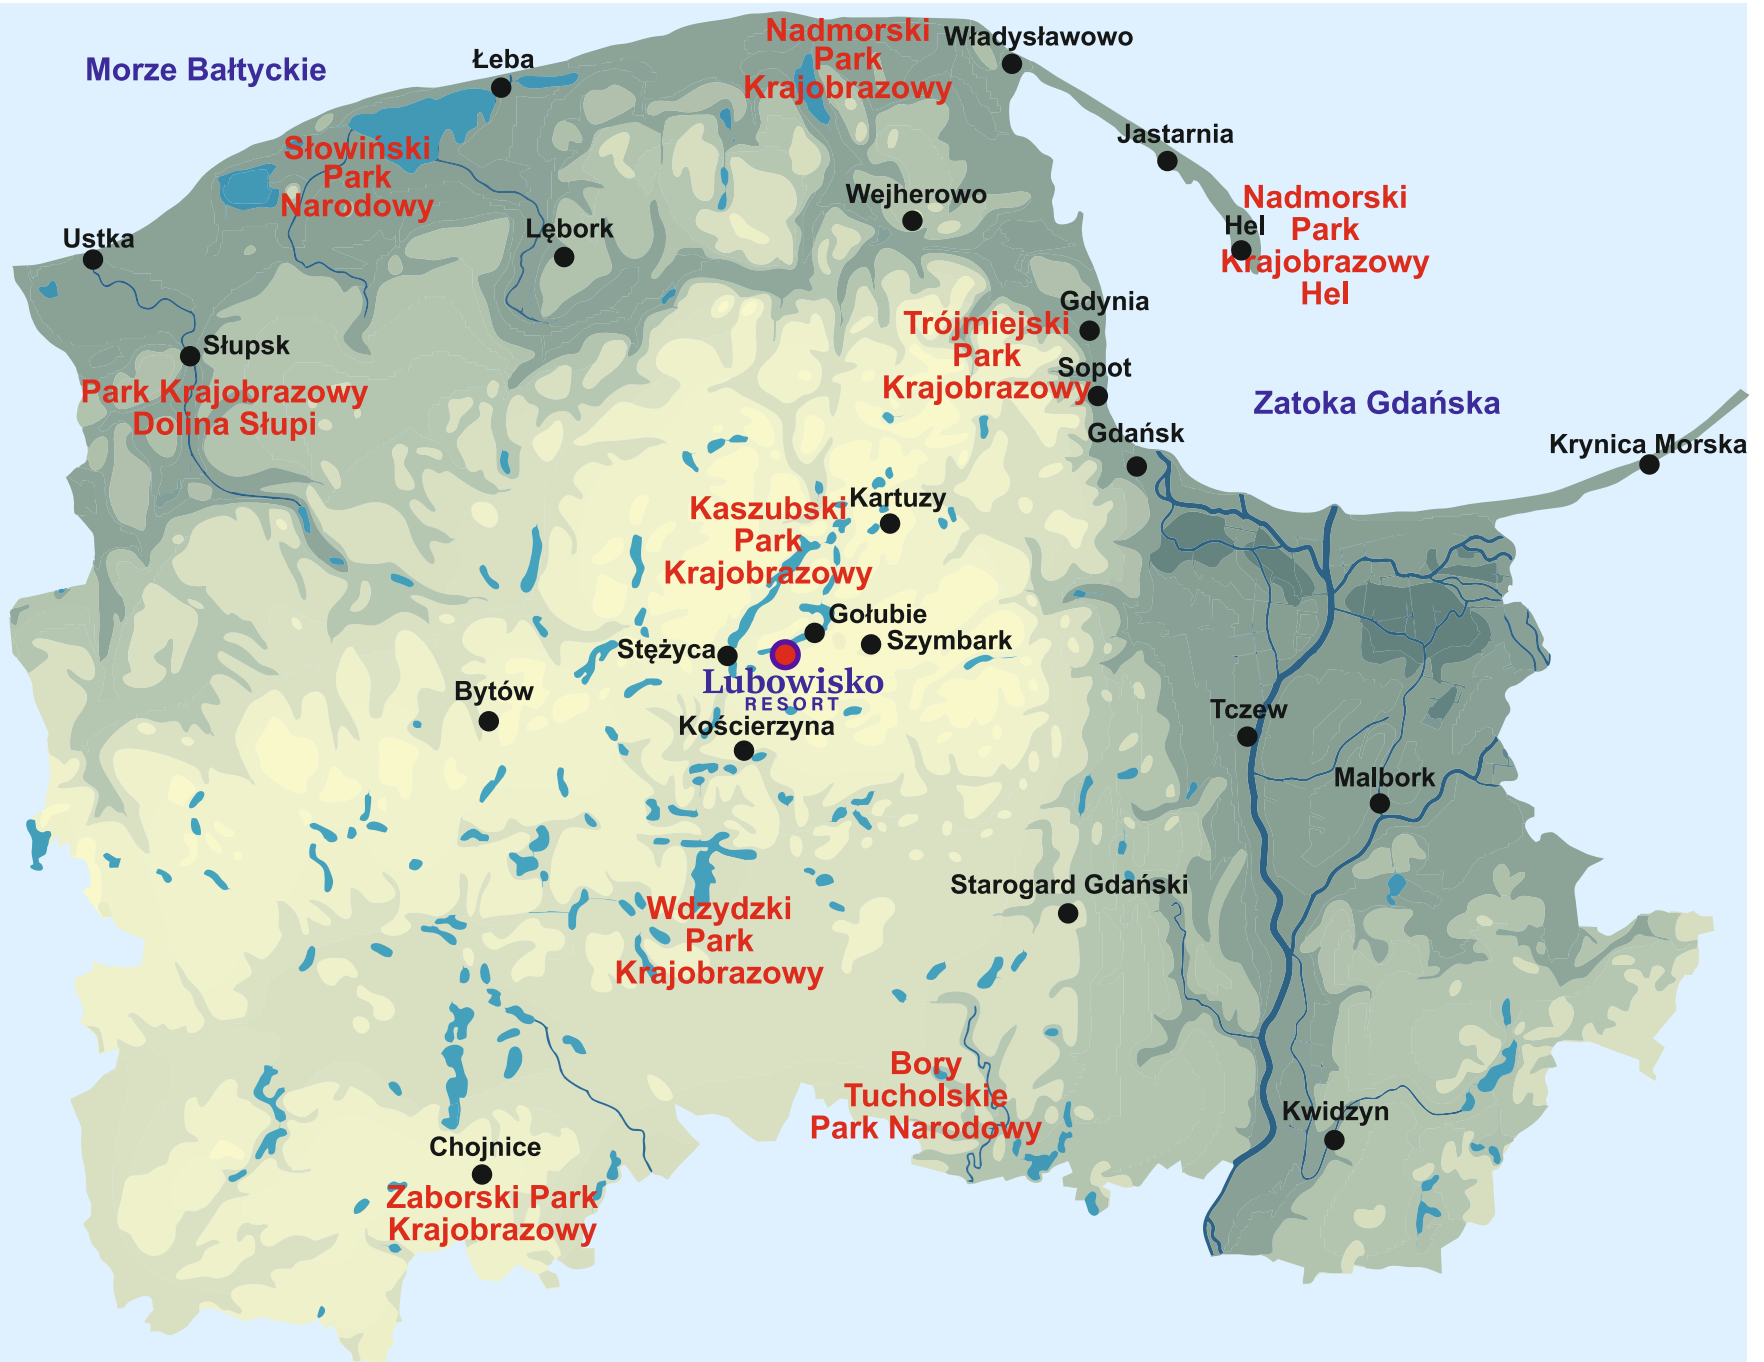 Nadmorski
Park
Krajobrazowy
Władysławowo
Morze Bałtyckie
Łeba
Jastarnia
Słowiński
Park
Narodowy
Wejherowo
Nadmorski
Park
Krajobrazowy
Hel
Hel
Lębork
Ustka
Gdynia
Trójmiejski
Park
Krajobrazowy
Słupsk
Sopot
Park Krajobrazowy
Dolina Słupi
Zatoka Gdańska
Gdańsk
Krynica Morska
Kaszubski
Park
Krajobrazowy
Kartuzy
Gołubie
Szymbark
Stężyca
Lubowisko
RESORT
Bytów
Kościerzyna
Tczew
Malbork
Starogard Gdański
Wdzydzki
Park
Krajobrazowy
Bory
Tucholskie
Park Narodowy
Kwidzyn
Chojnice
Zaborski Park
Krajobrazowy